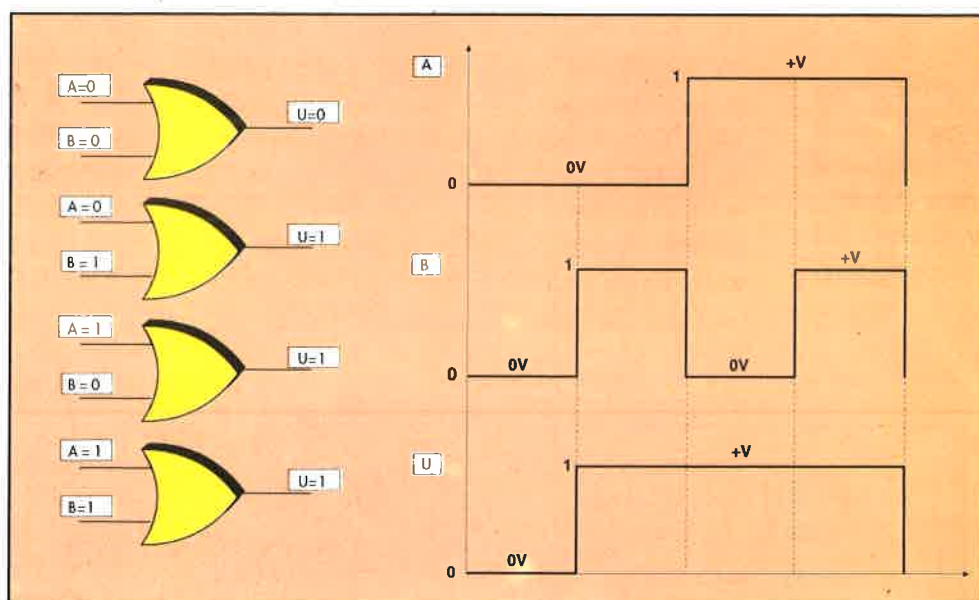 A=0
B=0
U=0
A=0
B=1
U=1
A=1
B=0
U=1
A=1
B=1
U=1
A
1
+V
0
0V
B
1
+V
0
0V
0V
U
1
+V
0
0V